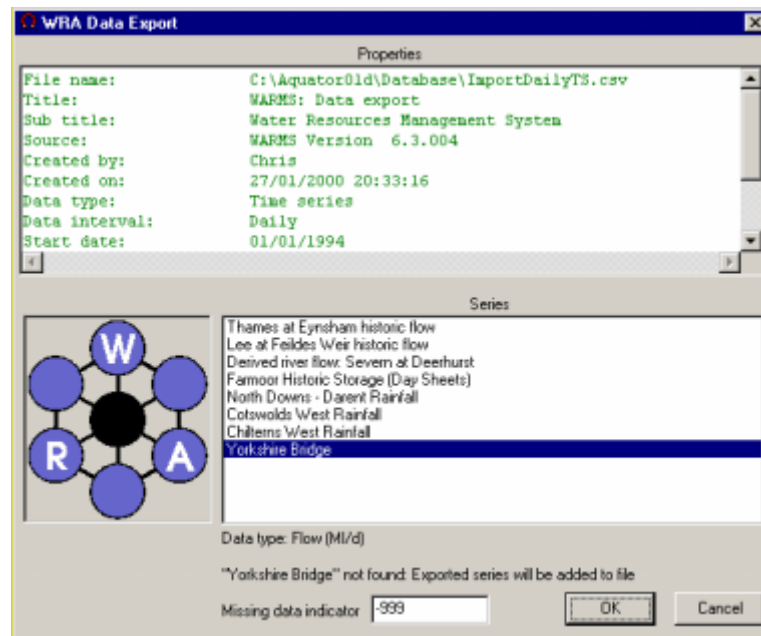 WRA Data Export
Properties
File name: C:\AquatorOld\Database\ImportDailyTS.csv
Title: WARMS: Data export
Sub title: Water Resources Management System
Source: WARMS Version 6.3.004
Created by: Chris
Created on: 27/01/2000 20:33:16
Data type: Time series
Data interval: Daily
Start date: 01/01/1994
Series
Thames at Eynsham historic flow
Lee at Feildes Weir historic flow
Derived river flow: Severn at Deerhurst
Farmoor Historic Storage (Day Sheets)
North Downs - Darent Rainfall
Cotswolds West Rainfall
Chilterns West Rainfall
Yorkshire Bridge
W
R A
Data type: Flow (Ml/d)
"Yorkshire Bridge" not found: Exported series will be added to file
Missing data indicator -999 OK Cancel